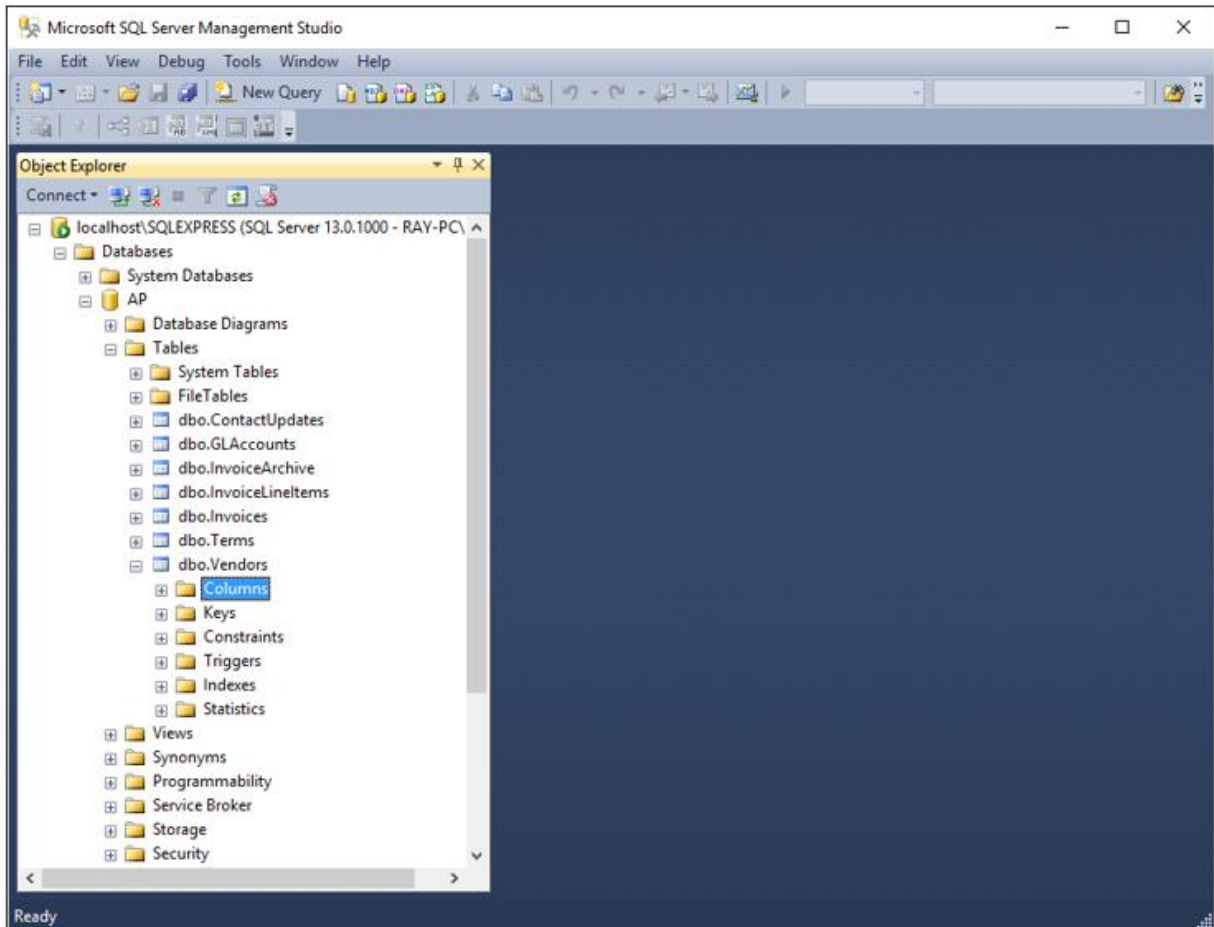 Microsoft SQL Server Management Studio
File Edit View Debug Tools Window Help
New Query
Object Explorer
Connect
localhost\SQLEXPRESS (SQL Server 13.0.1000 - RAY-PC\
Databases
System Databases
AP
Database Diagrams
Tables
System Tables
FileTables
dbo.ContactUpdates
dbo.GLAccounts
dbo.InvoiceArchive
dbo.InvoiceLineItems
dbo.Invoices
dbo.Terms
dbo.Vendors
Columns
Keys
Constraints
Triggers
Indexes
Statistics
Views
Synonyms
Programmability
Service Broker
Storage
Security
Ready